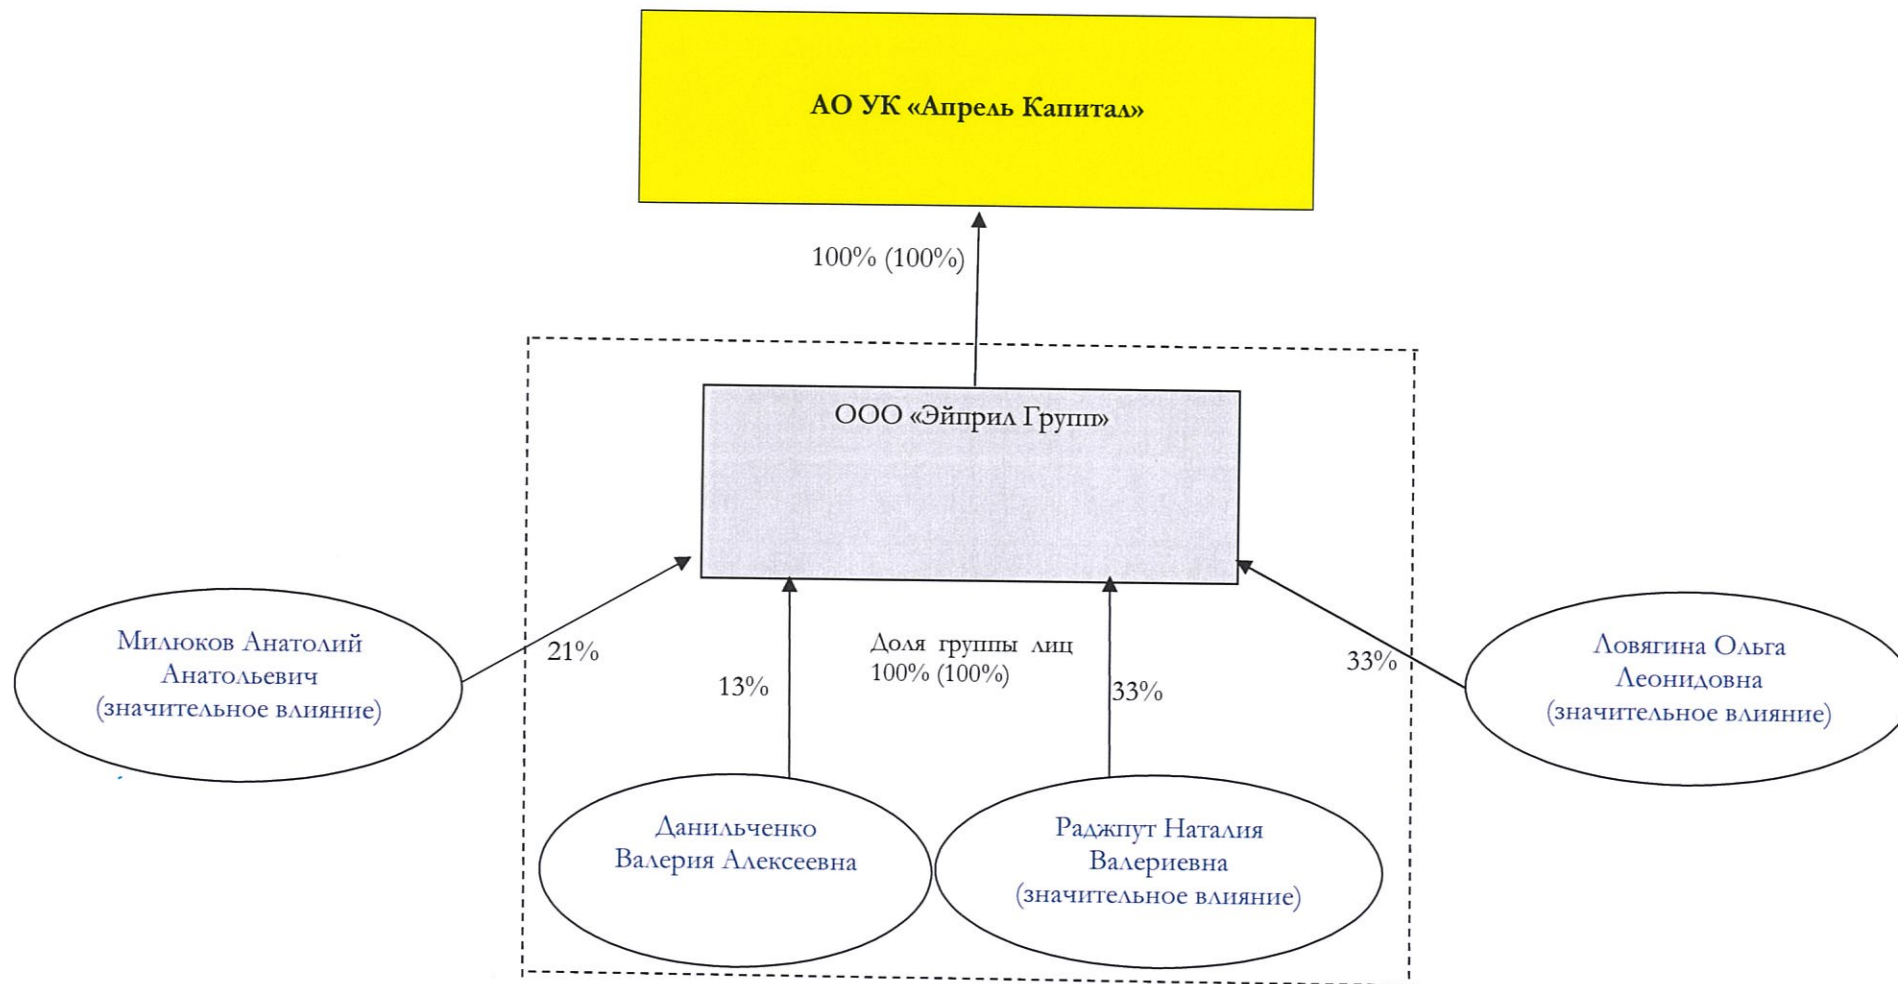 АО УК «Апрель Капитал»
100% (100%)
ООО «Эйприл Групп»
Милюков Анатолий
Анатольевич
(значительное влияние)
21%
13%
Доля группы лиц
100% (100%)
33%
33%
Ловягина Ольга
Леонидовна
(значительное влияние)
Данильченко
Валерия Алексеевна
Раджпут Наталия
Валериевна
(значительное влияние)